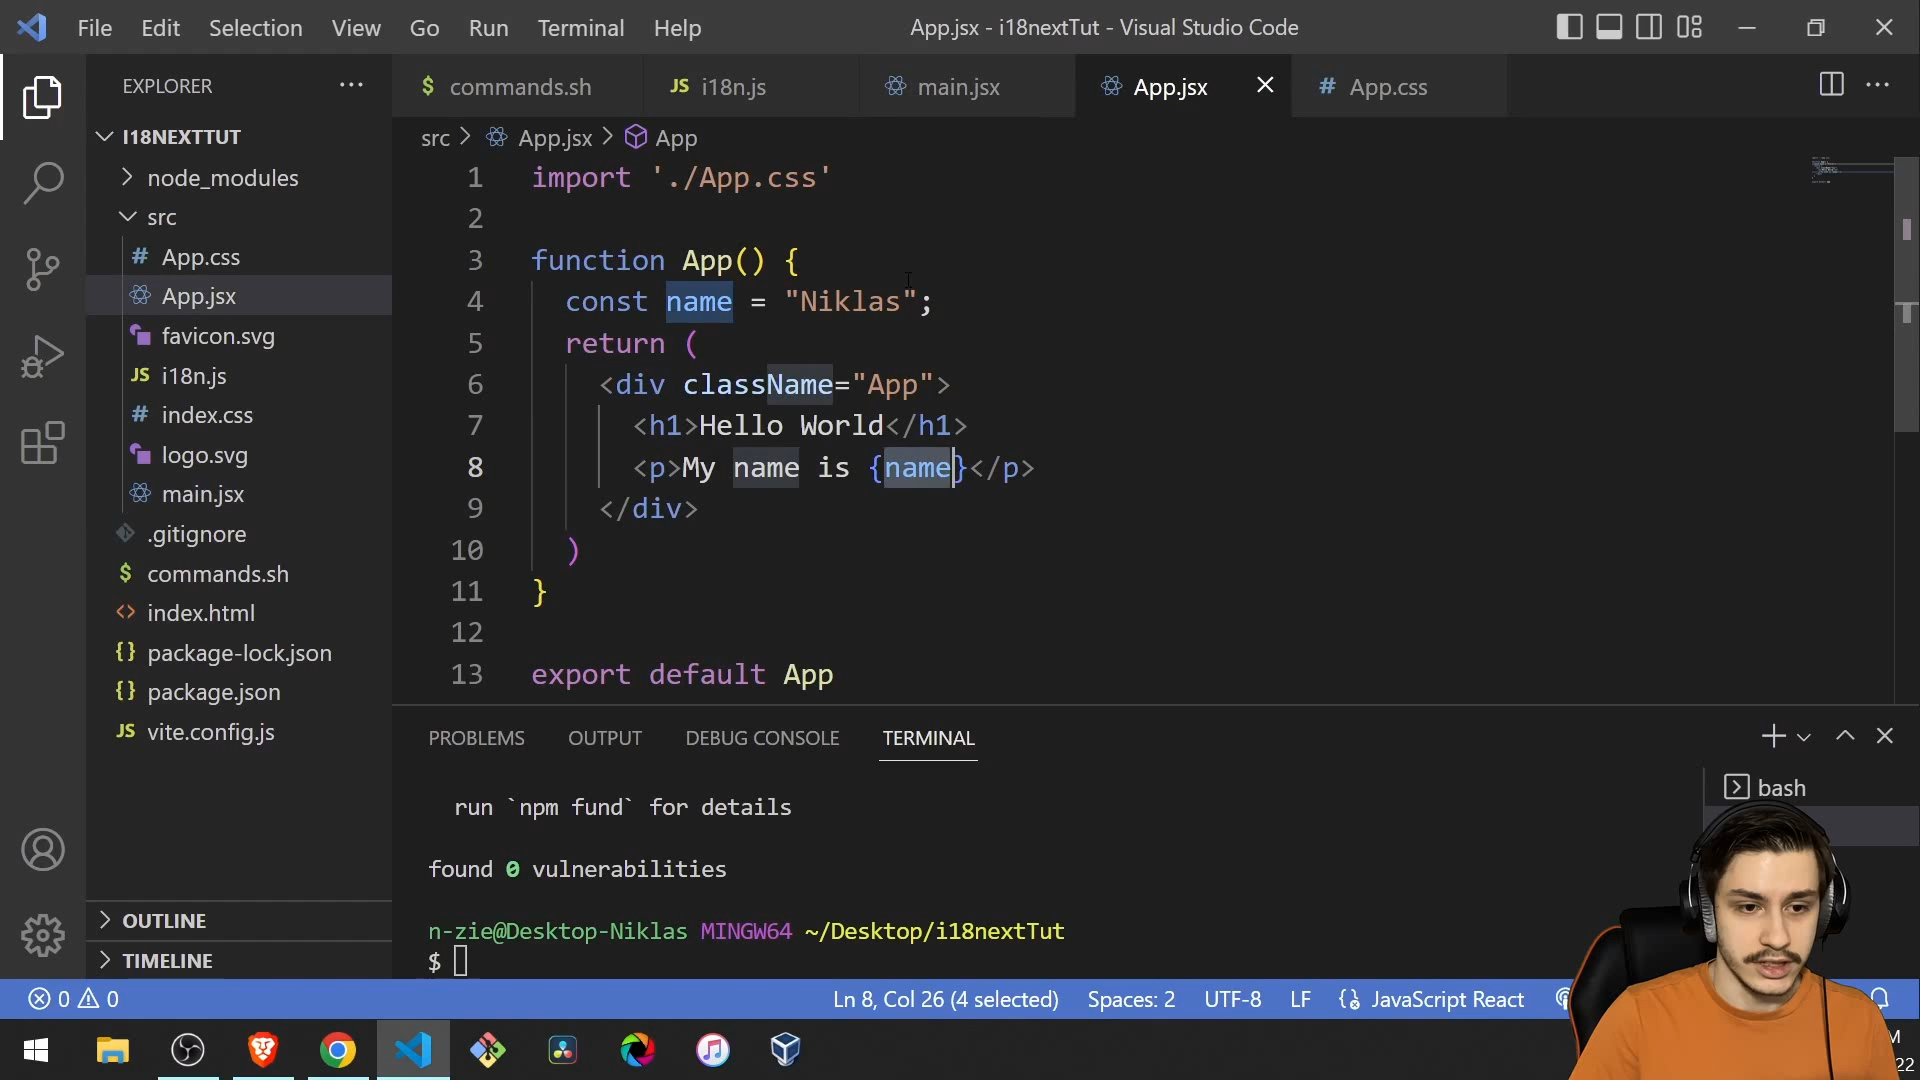 File Edit Selection View Go Run Terminal Help
App.jsx - i18nextTut - Visual Studio Code
EXPLORER
I18NEXTTUT
node_modules
src
# App.css
App.jsx
favicon.svg
JS i18n.js
# index.css
logo.svg
main.jsx
.gitignore
$ commands.sh
<> index.html
{} package-lock.json
{} package.json
JS vite.config.js
OUTLINE
TIMELINE
$ commands.sh
JS i18n.js
main.jsx
App.jsx
# App.css
src > App.jsx > App
1 import './App.css'
2
3 function App() {
4 const name = "Niklas";
5 return (
6 <div className="App">
7 <h1>Hello World</h1>
8 <p>My name is {name}</p>
9 </div>
10 )
11 }
12
13 export default App
PROBLEMS OUTPUT DEBUG CONSOLE TERMINAL
bash
run `npm fund` for details
found 0 vulnerabilities
n-zie@Desktop-Niklas MINGW64 ~/Desktop/i18nextTut
$
0 0
Ln 8, Col 26 (4 selected) Spaces: 2 UTF-8 LF JavaScript React
M
22